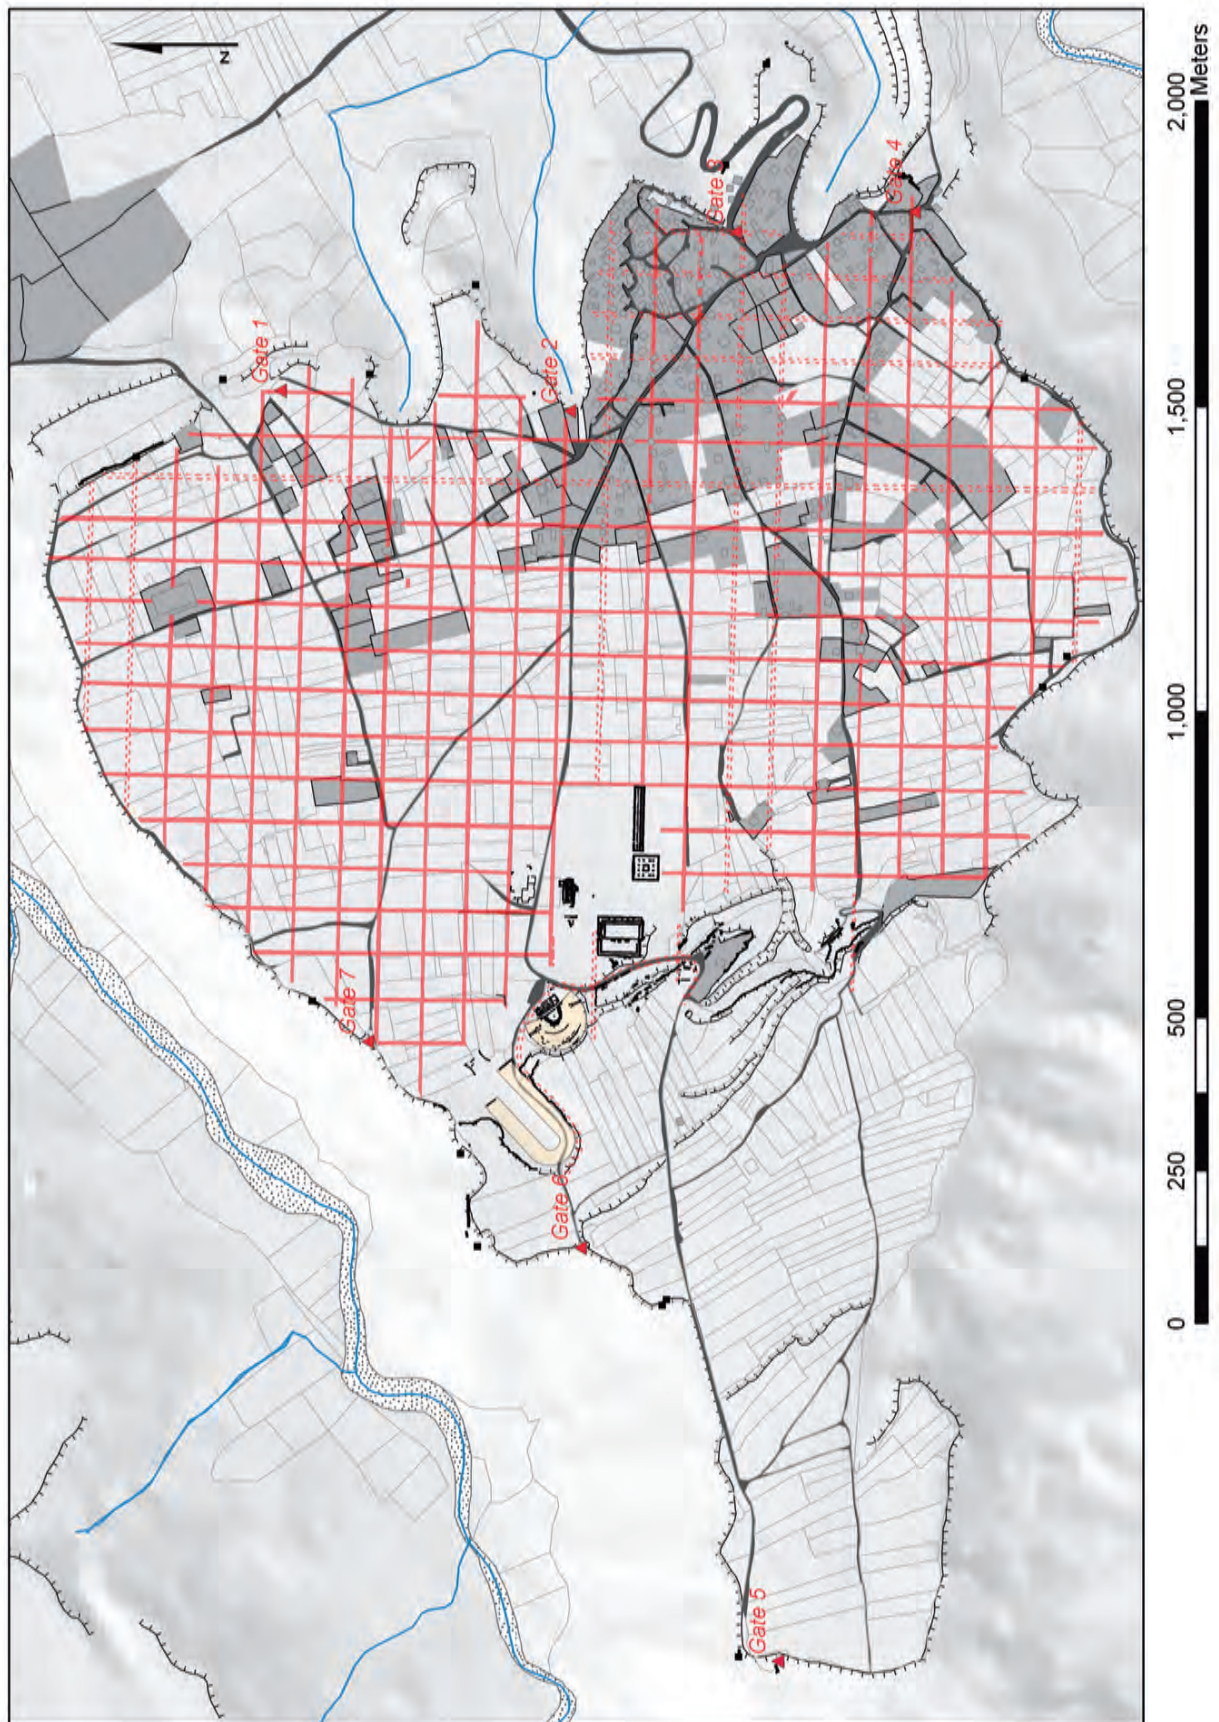 N
Gate 1
Gate 2
Gate 3
Gate 4
Gate 5
Gate 6
Gate 7
0
250
500
1,000
1,500
2,000
Meters